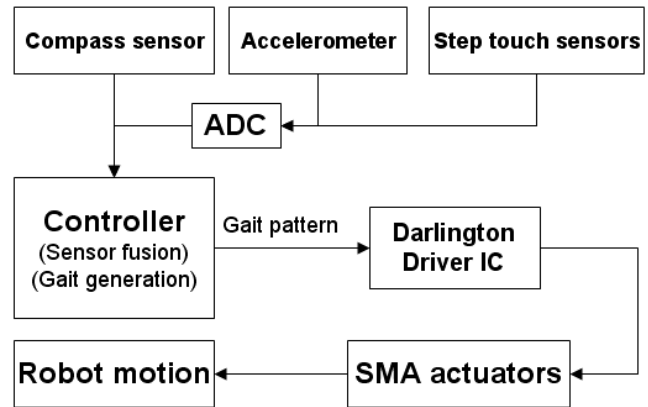 Compass sensor
Accelerometer
Step touch sensors
ADC
Controller
(Sensor fusion)
(Gait generation)
Gait pattern
Darlington
Driver IC
Robot motion
SMA actuators